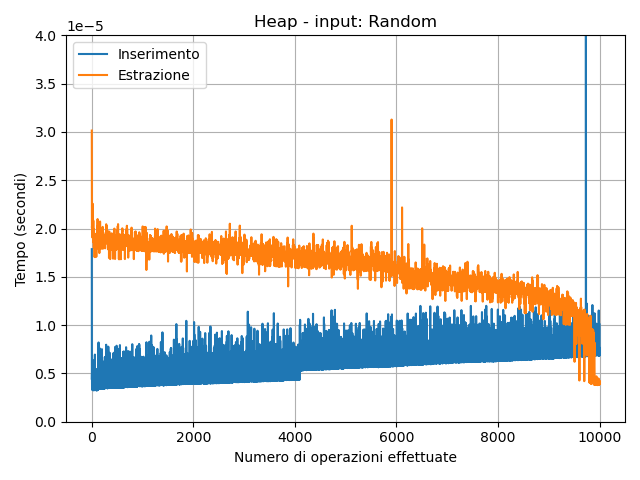 Heap - input: Random
1e−5
Inserimento
Estrazione
4.0
3.5
3.0
2.5
2.0
1.5
1.0
0.5
0.0
Tempo (secondi)
0 2000 4000 6000 8000 10000
Numero di operazioni effettuate